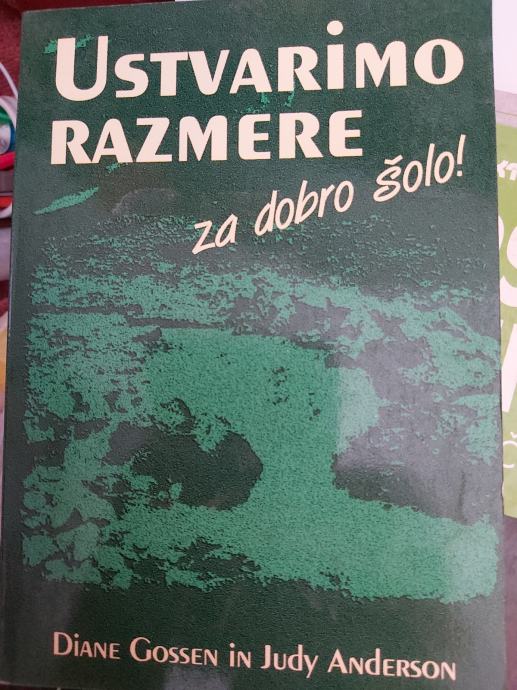 USTVARIMO
RAZMERE
za dobro šolo!
DIANE GOSSEN IN JUDY ANDERSON